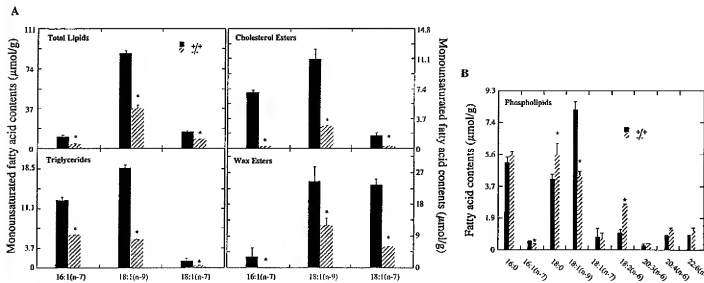 A
Monounsaturated fatty acid contents (μmol/g)
111
74
37
0
Total Lipids
+/+
-/-
*
*
*
Cholesterol Esters
*
*
*
14.8
11.1
7.4
3.7
0
Monounsaturated fatty acid contents (μmol/g)
18.5
11.1
3.7
0
Triglycerides
*
*
*
16:1(n-7)
18:1(n-9)
18:1(n-7)
Wax Esters
*
*
*
36
27
18
9
0
16:1(n-7)
18:1(n-9)
18:1(n-7)
B
Fatty acid contents (μmol/g)
9.3
7.4
5.7
3.7
1.9
0
Phospholipids
+/+
-/-
*
*
*
*
16:0
16:1(n-7)
18:0
18:1(n-9)
18:1(n-7)
18:2(n-6)
20:3(n-6)
20:4(n-6)